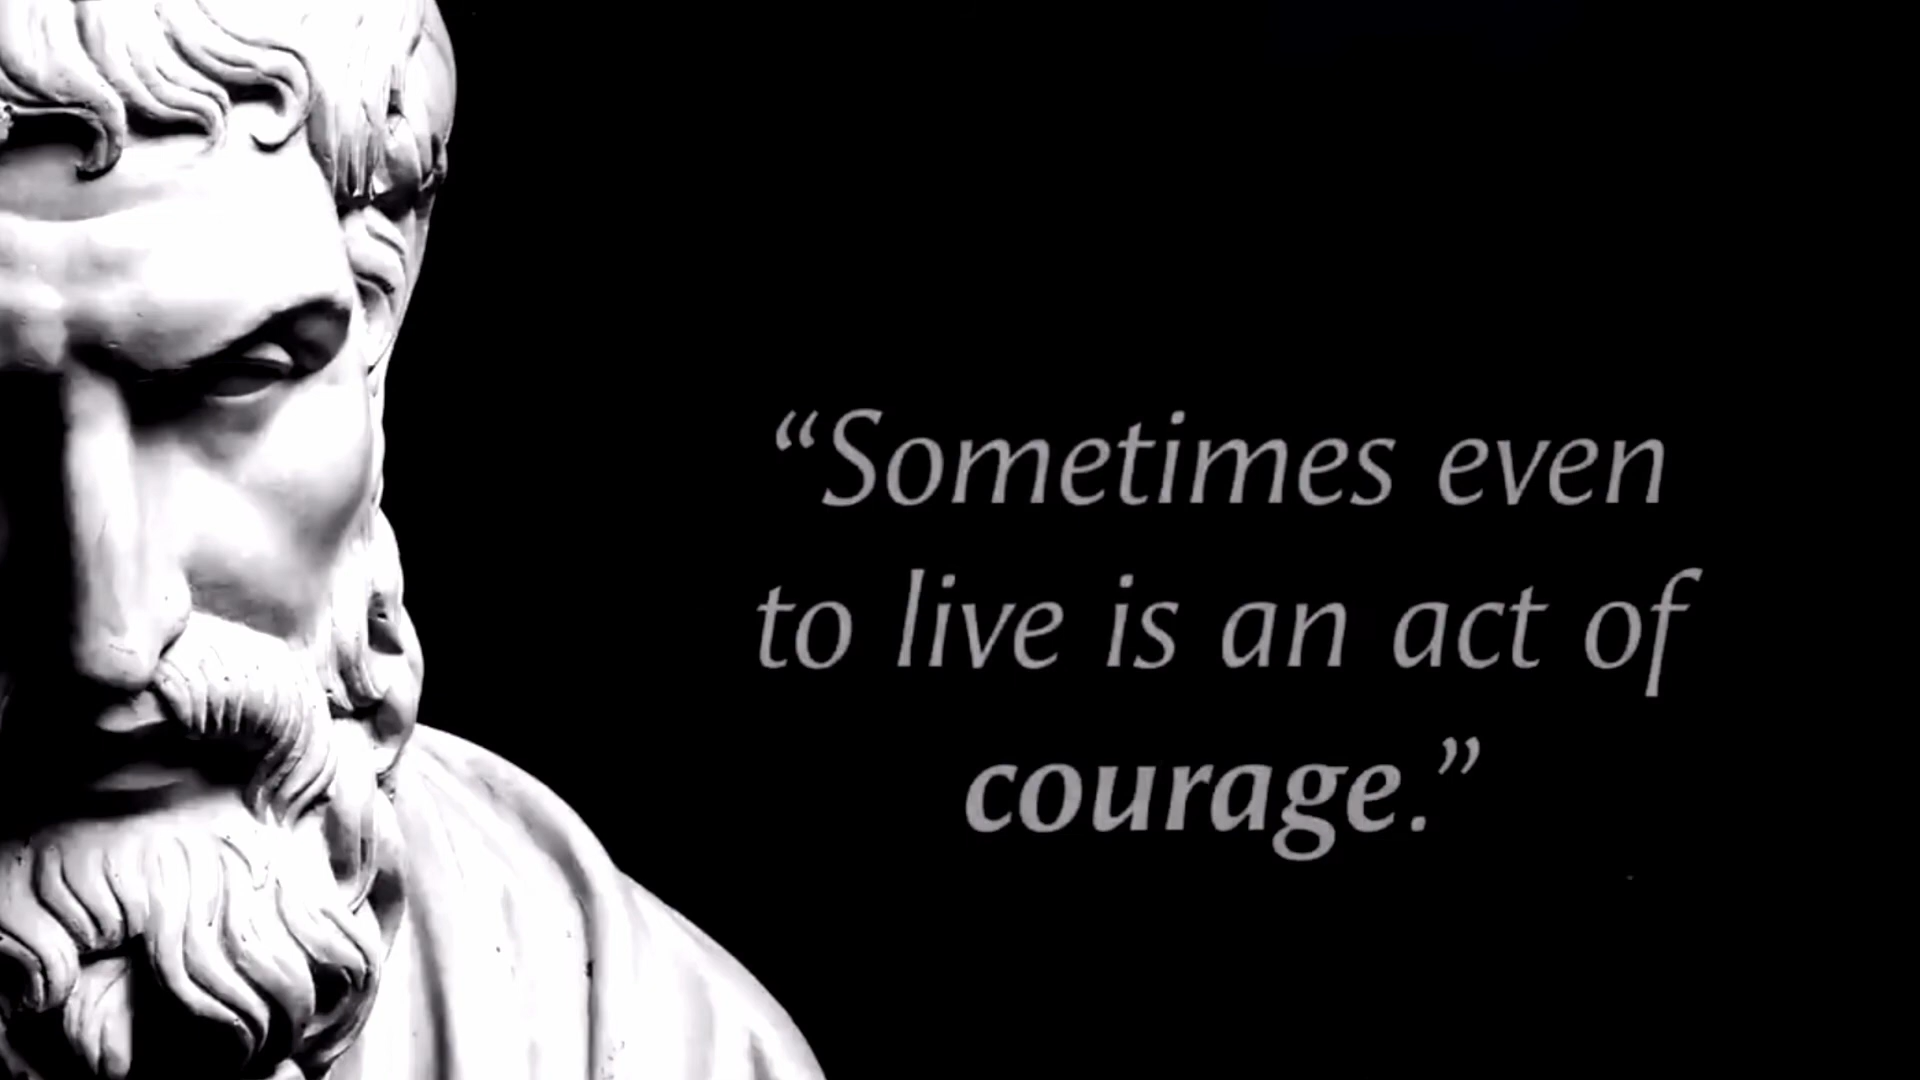 “Sometimes even
to live is an act of
courage.”